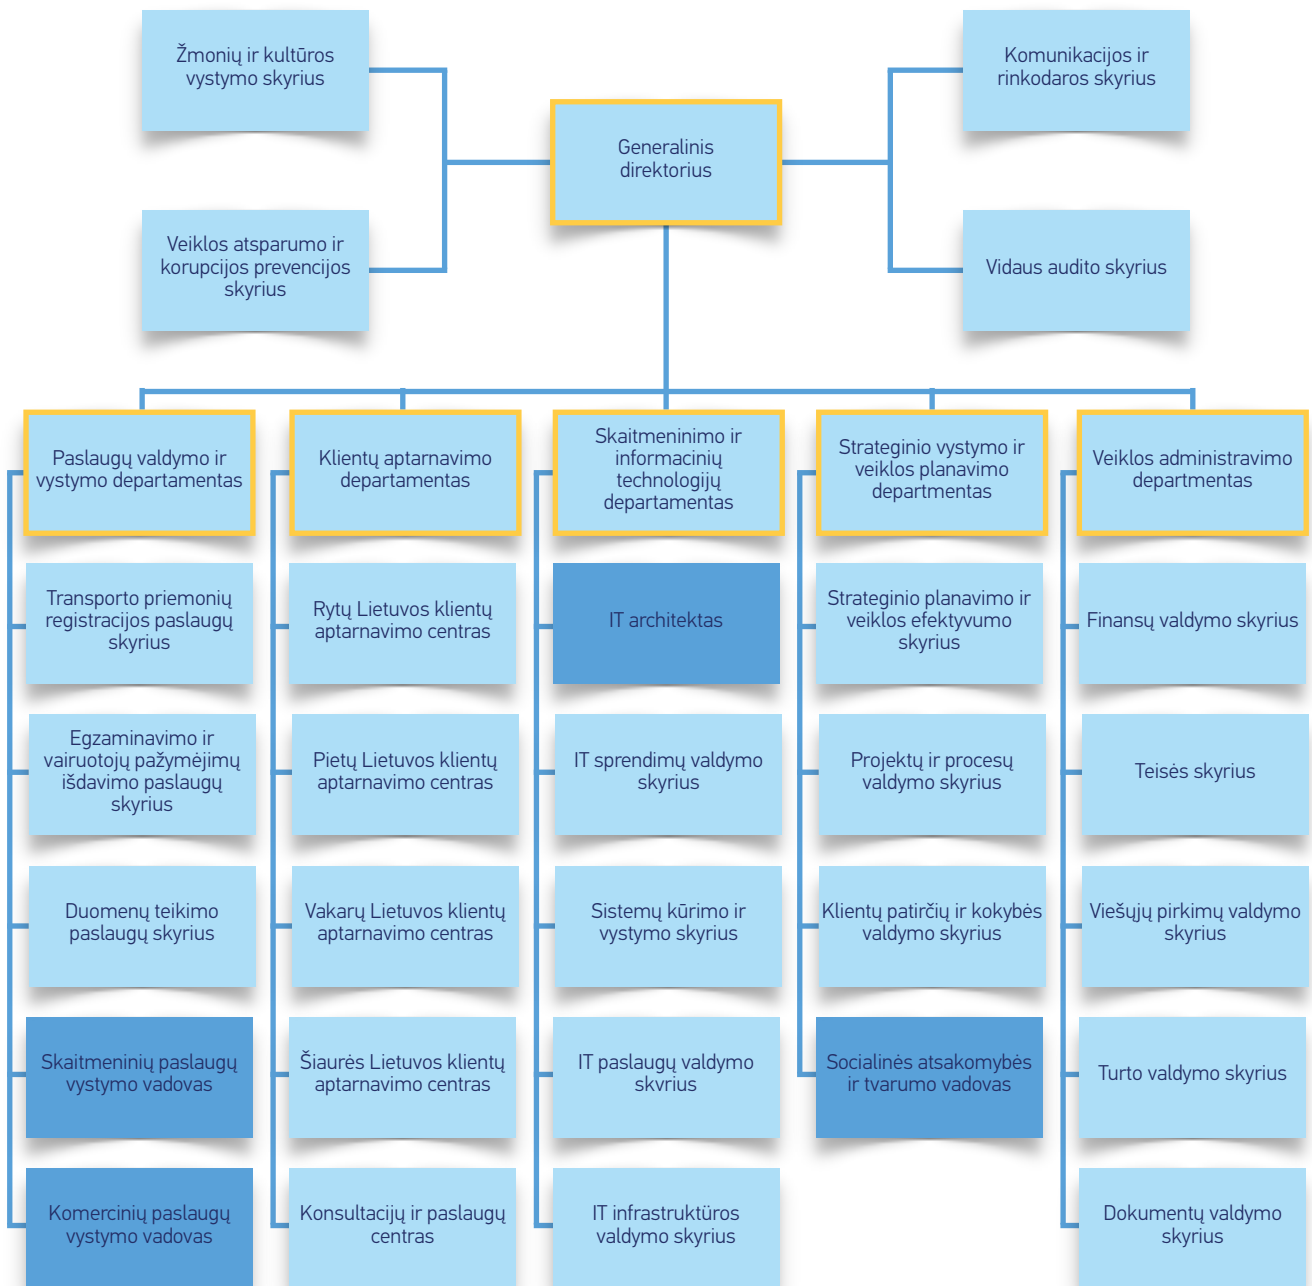 Žmonių ir kultūros
vystymo skyrius
Komunikacijos ir
rinkodaros skyrius
Generalinis
direktorius
Veiklos atsparumo ir
korupcijos prevencijos
skyrius
Vidaus audito skyrius
Paslaugų valdymo ir
vystymo departamentas
Klientų aptarnavimo
departamentas
Skaitmeninimo ir
informacinių
technologijų
departamentas
Strateginio vystymo ir
veiklos planavimo
departmentas
Veiklos administravimo
departmentas
Transporto priemonių
registracijos paslaugų
skyrius
Rytų Lietuvos klientų
aptarnavimo centras
IT architektas
Strateginio planavimo ir
veiklos efektyvumo
skyrius
Finansų valdymo skyrius
Egzaminavimo ir
vairuotojų pažymėjimų
išdavimo paslaugų
skyrius
Pietų Lietuvos klientų
aptarnavimo centras
IT sprendimų valdymo
skyrius
Projektų ir procesų
valdymo skyrius
Teisės skyrius
Duomenų teikimo
paslaugų skyrius
Vakarų Lietuvos klientų
aptarnavimo centras
Sistemų kūrimo ir
vystymo skyrius
Klientų patirčių ir kokybės
valdymo skyrius
Viešųjų pirkimų valdymo
skyrius
Skaitmeninių paslaugų
vystymo vadovas
Šiaurės Lietuvos klientų
aptarnavimo centras
IT paslaugų valdymo
skvrius
Socialinės atsakomybės
ir tvarumo vadovas
Turto valdymo skyrius
Komercinių paslaugų
vystymo vadovas
Konsultacijų ir paslaugų
centras
IT infrastruktūros
valdymo skyrius
Dokumentų valdymo
skyrius